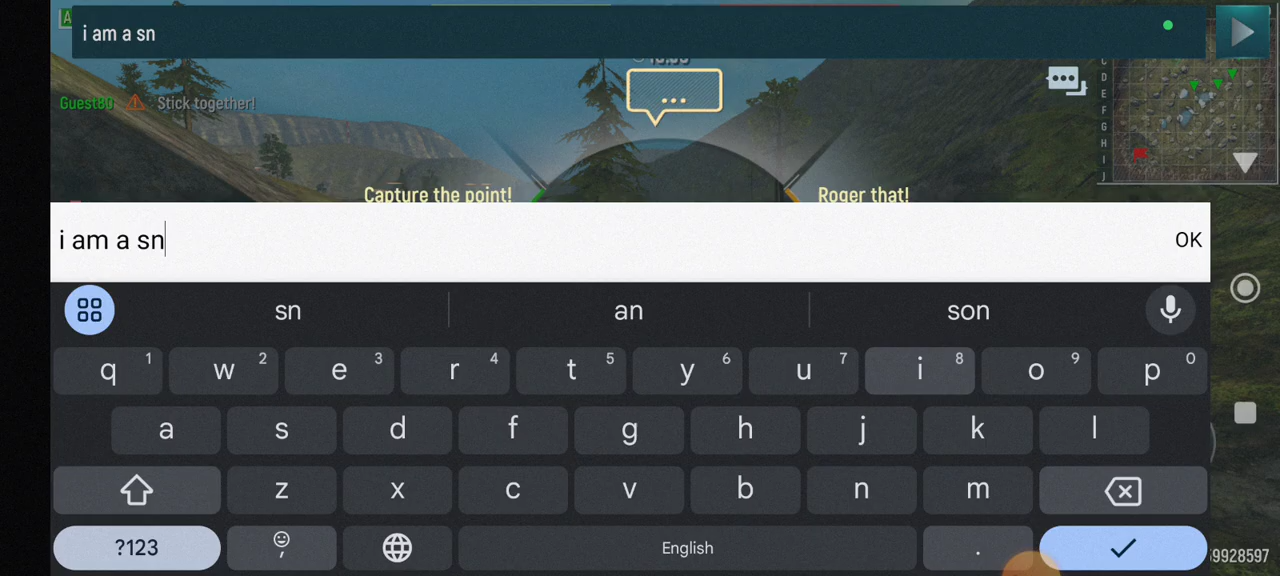 A
i am a sn
C
D
E
F
G
H
I
J
Guest80 Stick together!
...
Capture the point! Roger that!
i am a sn OK
sn an son
q 1 w 2 e 3 r 4 t 5 y 6 u 7 i 8 o 9 p 0
a s d f g h j k l
z x c v b n m
?123 , English .
59928597